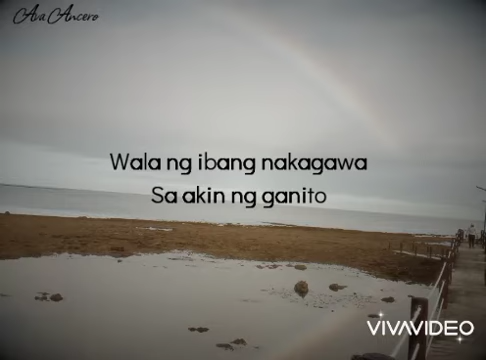 Ava Ancero
Wala ng ibang nakagawa
Sa akin ng ganito
VIVAVIDEO